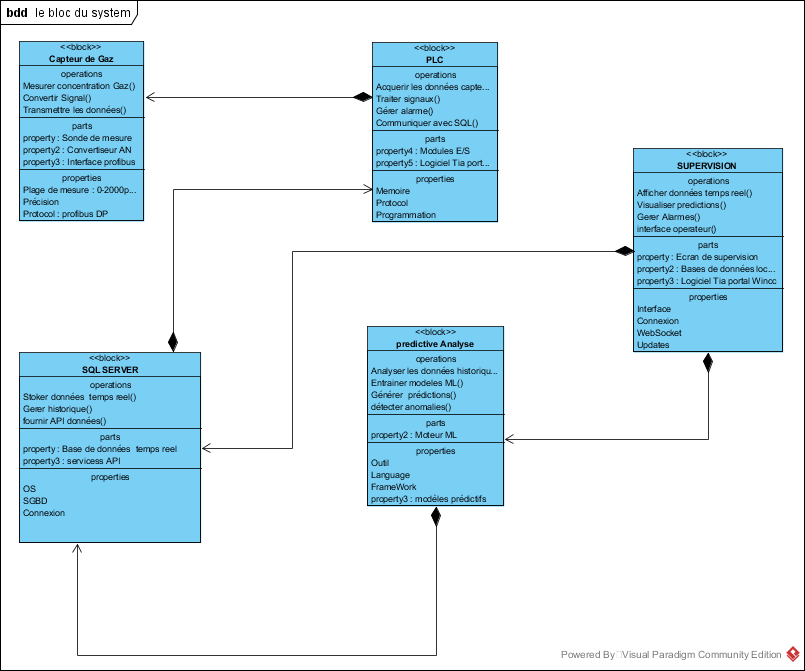 bdd le bloc du system
<<block>>
Capteur de Gaz
operations
Mesurer concentration Gaz()
Convertir Signal()
Transmettre les données()
parts
property : Sonde de mesure
property2 : Convertiseur AN
property3 : Interface profibus
properties
Plage de mesure : 0-2000p...
Précision
Protocol : profibus DP
<<block>>
PLC
operations
Acquerir les données capte...
Traiter signaux()
Gérer alarme()
Communiquer avec SQL()
parts
property4 : Modules E/S
property5 : Logiciel Tia port...
properties
Memoire
Protocol
Programmation
<<block>>
SUPERVISION
operations
Afficher données temps reel()
Visualiser predictions()
Gerer Alarmes()
interface operateur()
parts
property : Ecran de supervision
property2 : Bases de données loc...
property3 : Logiciel Tia portal Wincc
properties
Interface
Connexion
WebSocket
Updates
<<block>>
SQL SERVER
operations
Stoker données temps reel()
Gerer historique()
fournir API données()
parts
property : Base de données temps reel
property3 : servicess API
properties
OS
SGBD
Connexion
<<block>>
predictive Analyse
operations
Analyser les données historiqu...
Entrainer modeles ML()
Générer prédictions()
détecter anomalies()
parts
property2 : Moteur ML
properties
Outil
Language
FrameWork
property3 : modéles prédictifs
Powered By Visual Paradigm Community Edition